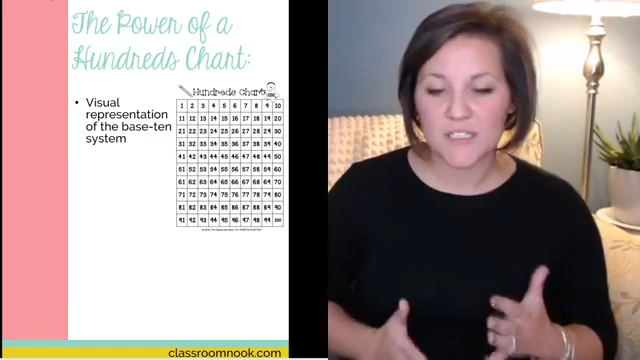 The Power of a
Hundreds Chart:
Hundreds Chart
• Visual
representation
of the base-ten
system
1 2 3 4 5 6 7 8 9 10
11 12 13 14 15 16 17 18 19 20
21 22 23 24 25 26 27 28 29 30
31 32 33 34 35 36 37 38 39 40
41 42 43 44 45 46 47 48 49 50
51 52 53 54 55 56 57 58 59 60
61 62 63 64 65 66 67 68 69 70
71 72 73 74 75 76 77 78 79 80
81 82 83 84 85 86 87 88 89 90
91 92 93 94 95 96 97 98 99 100
classroomnook.com